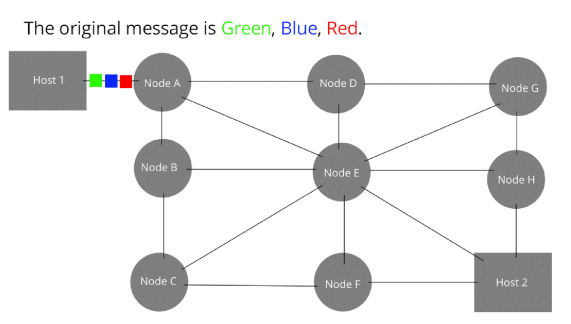 The original message is Green, Blue, Red.
Host 1
Node A
Node D
Node G
Node B
Node E
Node H
Node C
Node F
Host 2